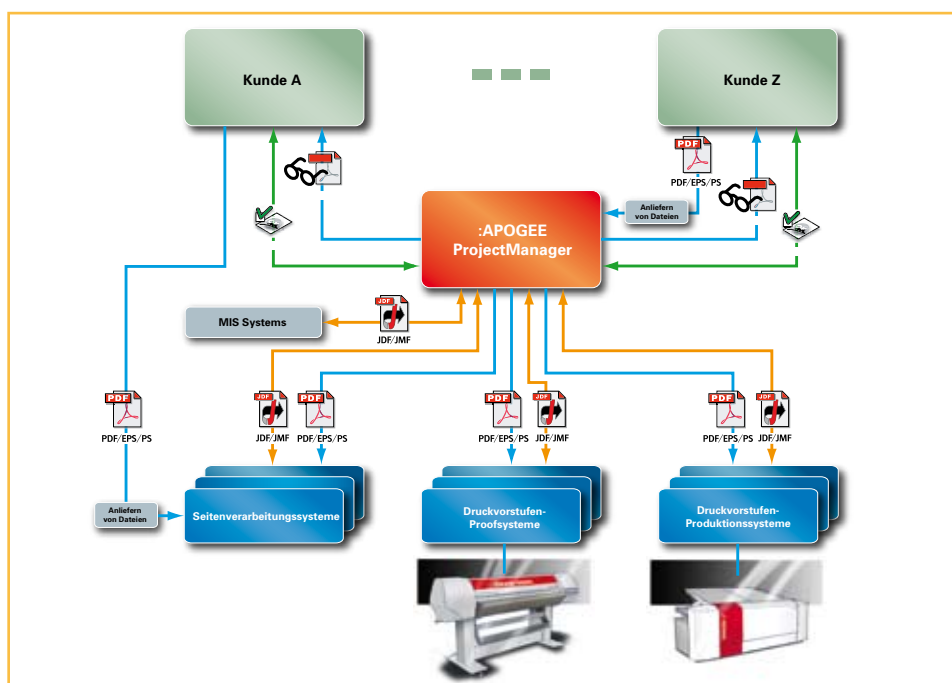 Kunde A
Kunde Z
PDF
PDF/EPS/PS
Anliefern
von Dateien
:APOGEE
ProjectManager
MIS Systems
JDF
JDF/JMF
PDF
PDF/EPS/PS
JDF
JDF/JMF
PDF
PDF/EPS/PS
PDF
PDF/EPS/PS
JDF
JDF/JMF
PDF
PDF/EPS/PS
JDF
JDF/JMF
Anliefern
von Dateien
Seitenverarbeitungssysteme
Druckvorstufen-
Proofsysteme
Druckvorstufen-
Produktionssysteme